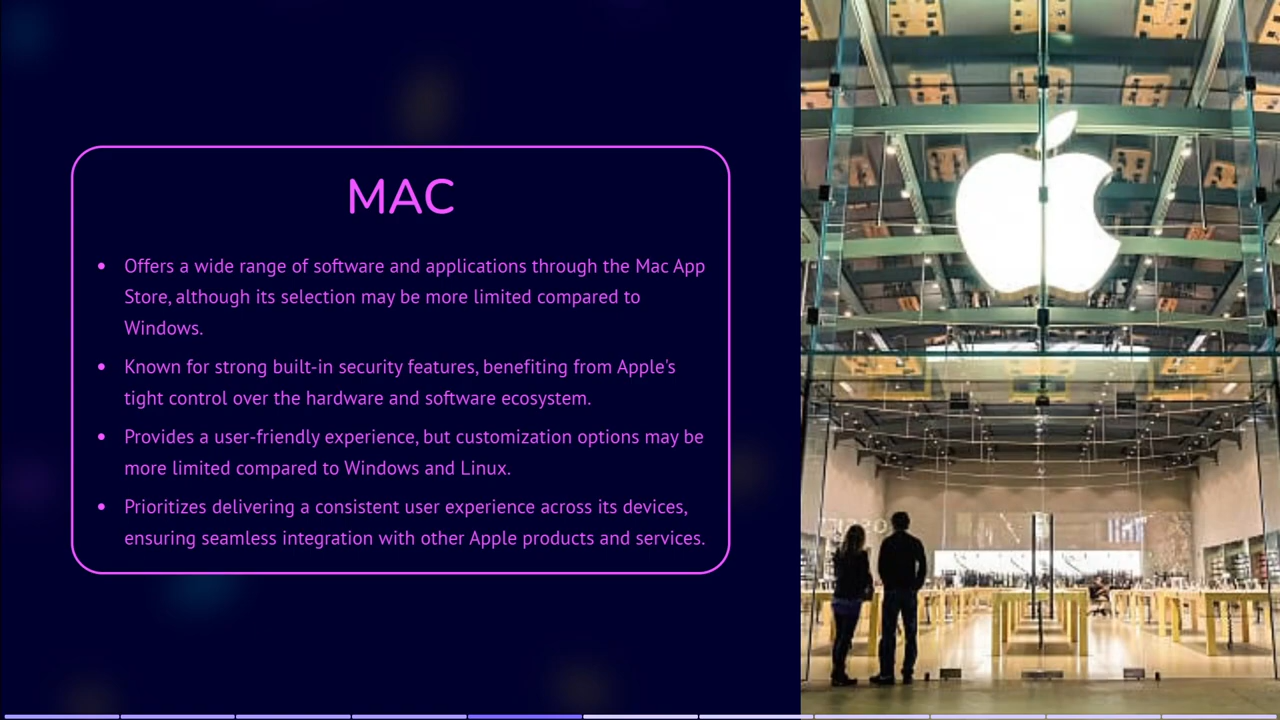 MAC
• Offers a wide range of software and applications through the Mac App
Store, although its selection may be more limited compared to
Windows.
• Known for strong built-in security features, benefiting from Apple's
tight control over the hardware and software ecosystem.
• Provides a user-friendly experience, but customization options may be
more limited compared to Windows and Linux.
• Prioritizes delivering a consistent user experience across its devices,
ensuring seamless integration with other Apple products and services.